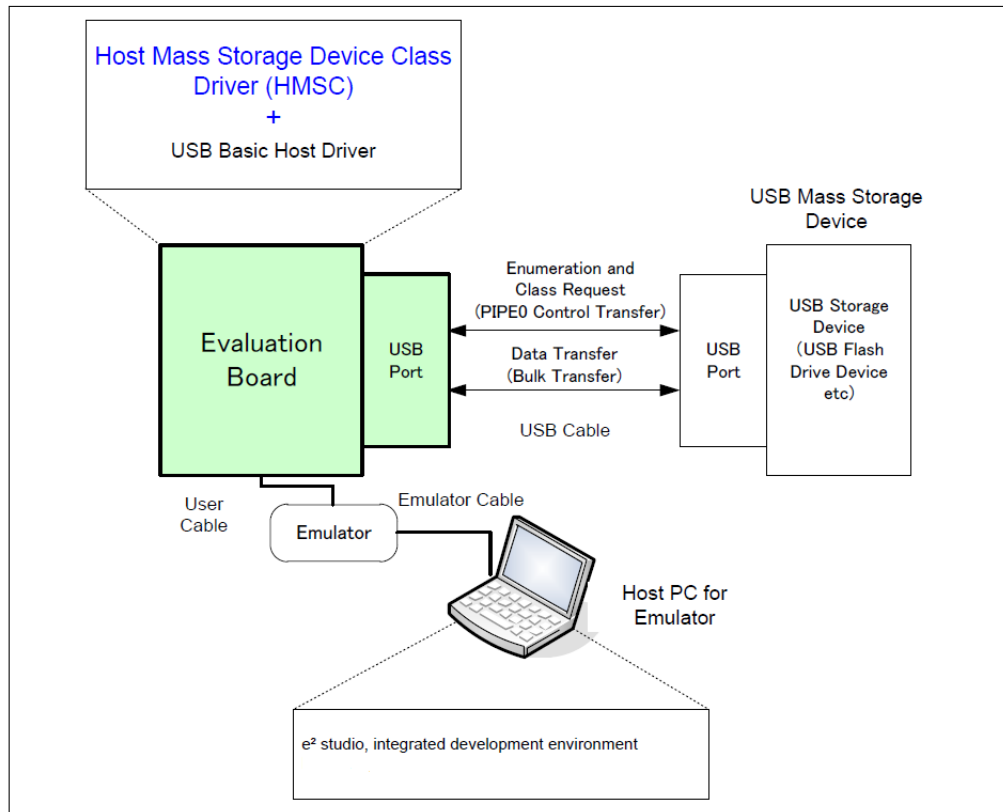 Host Mass Storage Device Class
Driver (HMSC)
+
USB Basic Host Driver
USB Mass Storage
Device
Evaluation
Board
USB
Port
Enumeration and
Class Request
(PIPE0 Control Transfer)
Data Transfer
(Bulk Transfer)
USB Cable
USB
Port
USB Storage
Device
(USB Flash
Drive Device
etc)
User
Cable
Emulator Cable
Emulator
Host PC for
Emulator
e² studio, integrated development environment